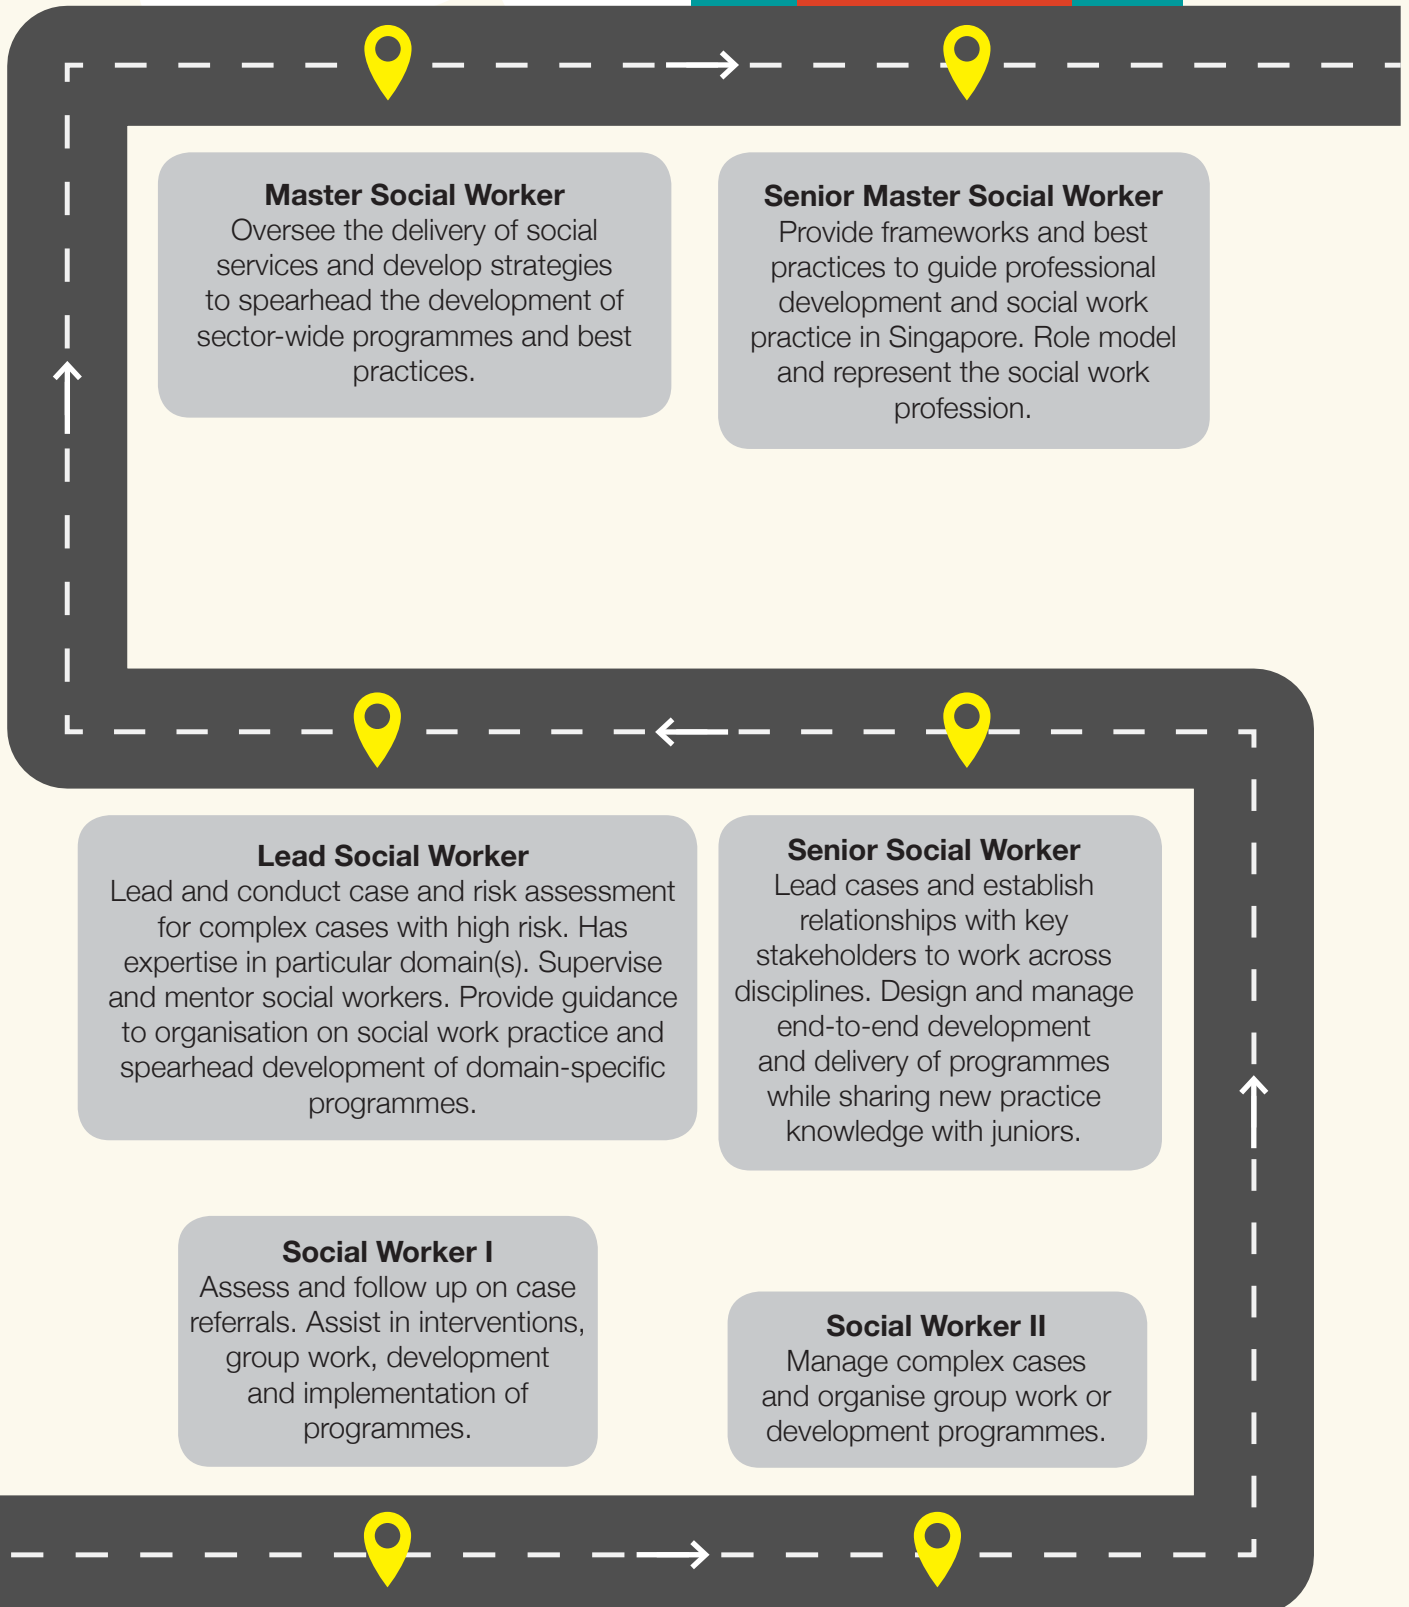 Master Social Worker
Oversee the delivery of social
services and develop strategies
to spearhead the development of
sector-wide programmes and best
practices.
Senior Master Social Worker
Provide frameworks and best
practices to guide professional
development and social work
practice in Singapore. Role model
and represent the social work
profession.
Lead Social Worker
Lead and conduct case and risk assessment
for complex cases with high risk. Has
expertise in particular domain(s). Supervise
and mentor social workers. Provide guidance
to organisation on social work practice and
spearhead development of domain-specific
programmes.
Senior Social Worker
Lead cases and establish
relationships with key
stakeholders to work across
disciplines. Design and manage
end-to-end development
and delivery of programmes
while sharing new practice
knowledge with juniors.
Social Worker I
Assess and follow up on case
referrals. Assist in interventions,
group work, development
and implementation of
programmes.
Social Worker II
Manage complex cases
and organise group work or
development programmes.